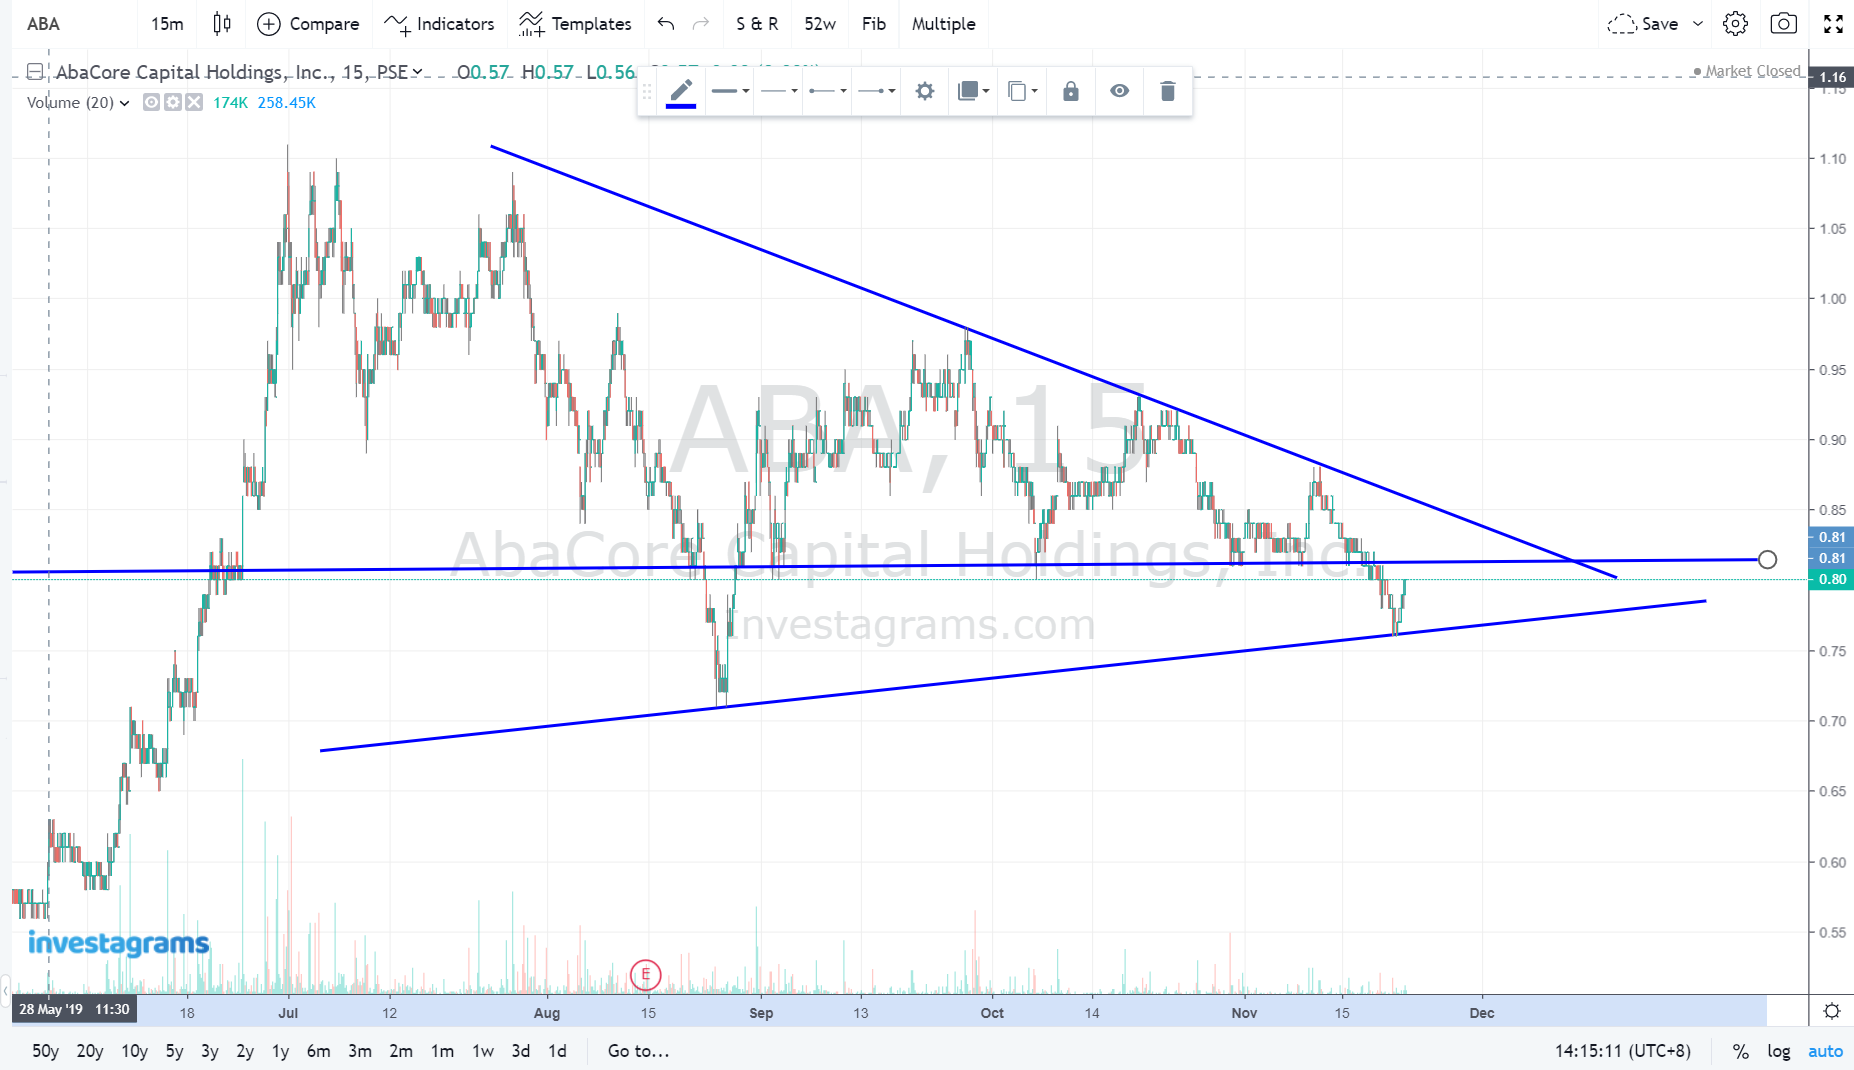 ABA 15m Compare Indicators Templates S & R 52w Fib Multiple Save
AbaCore Capital Holdings, Inc., 15, PSE O0.57 H0.57 L0.56
Market Closed
1.16
Volume (20) 174K 258.45K
1.15
1.10
1.05
1.00
0.95
0.90
0.85
0.81
0.81
0.80
0.75
0.70
0.65
0.60
0.55
ABA, 15
AbaCore Capital Holdings, Inc.
Investagrams.com
investagrams
E
28 May '19 11:30 18 Jul 12 Aug 15 Sep 13 Oct 14 Nov 15 Dec
50y 20y 10y 5y 3y 2y 1y 6m 3m 2m 1m 1w 3d 1d Go to... 14:15:11 (UTC+8) % log auto